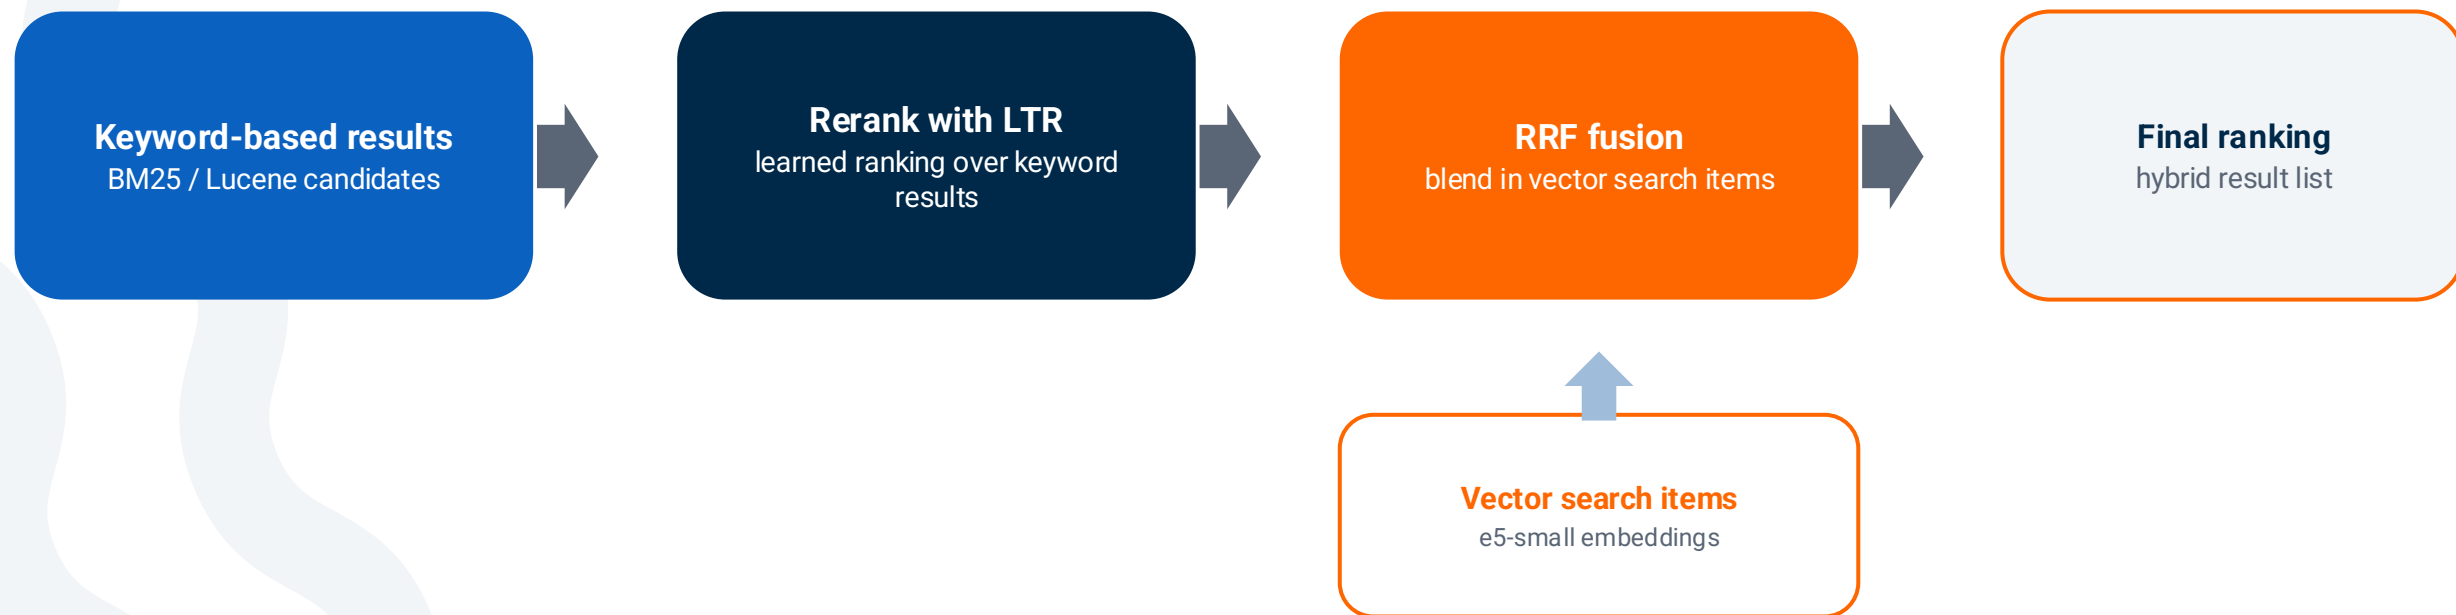 Keyword-based results
BM25 / Lucene candidates
Rerank with LTR
learned ranking over keyword
results
RRF fusion
blend in vector search items
Final ranking
hybrid result list
Vector search items
e5-small embeddings